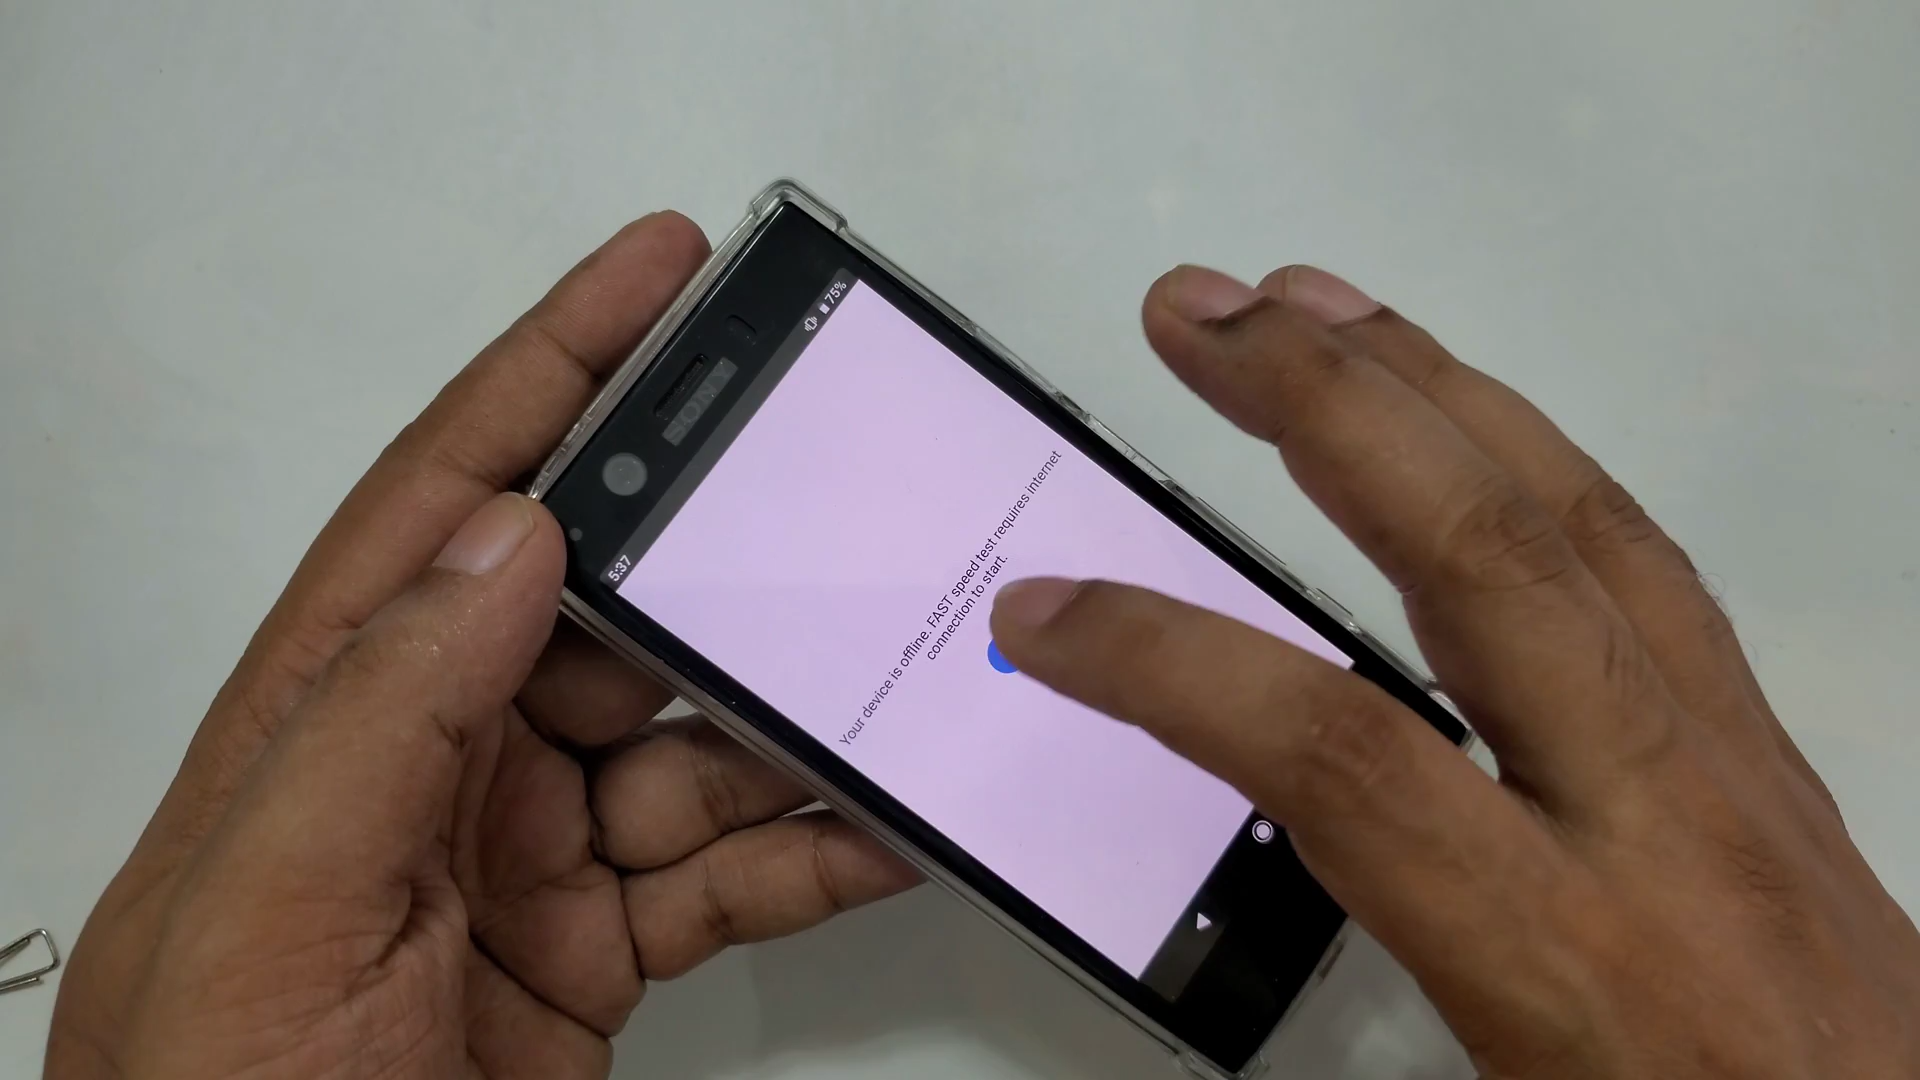 5:37
75%
SONY
Your device is offline. FAST speed test requires internet
connection to start.